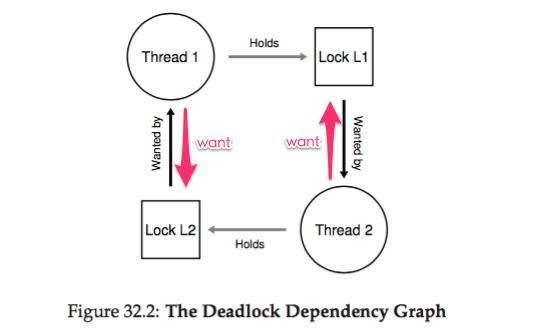 Holds
Thread 1
Lock L1
Wanted by
want
want
Wanted by
Lock L2
Thread 2
Holds
Figure 32.2: The Deadlock Dependency Graph